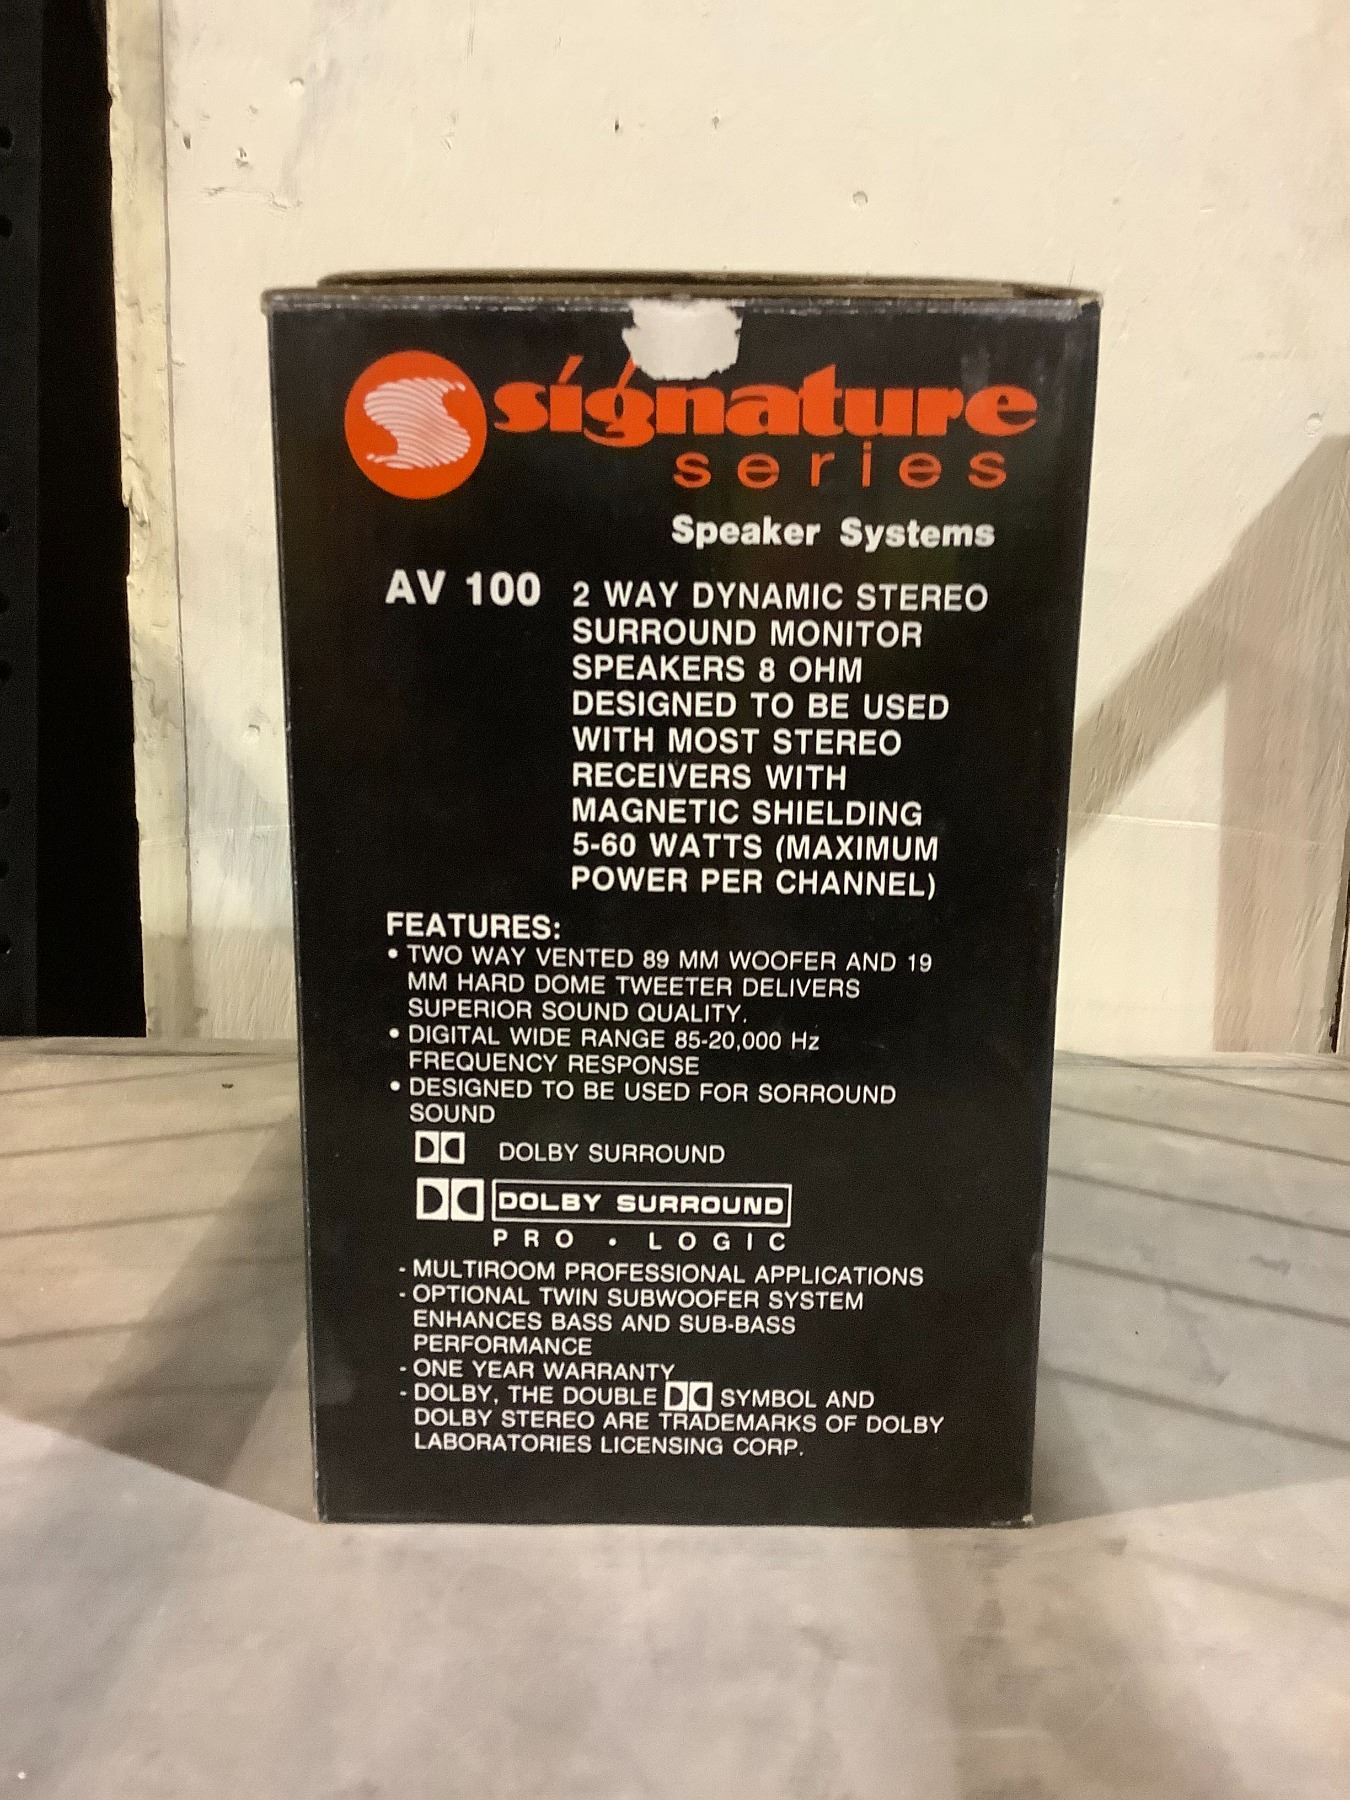 signature
series
Speaker Systems
AV 100 2 WAY DYNAMIC STEREO
SURROUND MONITOR
SPEAKERS 8 OHM
DESIGNED TO BE USED
WITH MOST STEREO
RECEIVERS WITH
MAGNETIC SHIELDING
5-60 WATTS (MAXIMUM
POWER PER CHANNEL)
FEATURES:
• TWO WAY VENTED 89 MM WOOFER AND 19
MM HARD DOME TWEETER DELIVERS
SUPERIOR SOUND QUALITY.
• DIGITAL WIDE RANGE 85-20,000 Hz
FREQUENCY RESPONSE
• DESIGNED TO BE USED FOR SORROUND
SOUND
DOLBY SURROUND
DOLBY SURROUND
PRO • LOGIC
- MULTIROOM PROFESSIONAL APPLICATIONS
- OPTIONAL TWIN SUBWOOFER SYSTEM
ENHANCES BASS AND SUB-BASS
PERFORMANCE
- ONE YEAR WARRANTY
- DOLBY, THE DOUBLE SYMBOL AND
DOLBY STEREO ARE TRADEMARKS OF DOLBY
LABORATORIES LICENSING CORP.